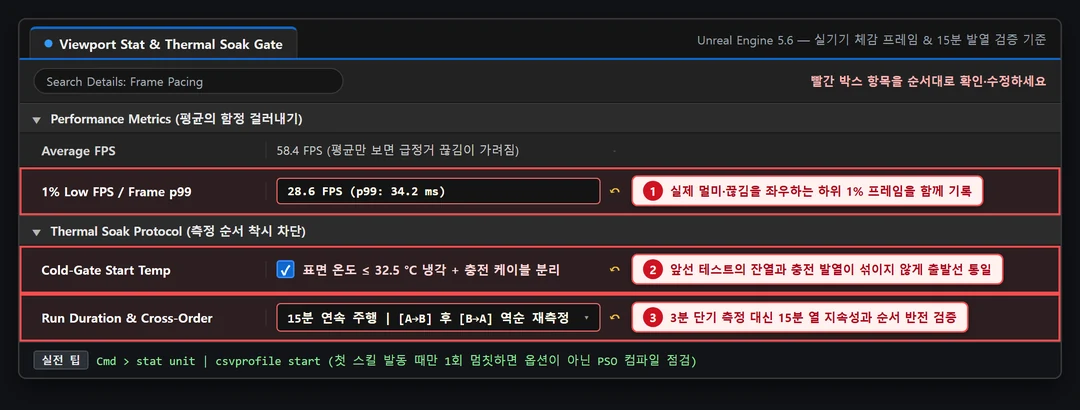 Viewport Stat & Thermal Soak Gate
Unreal Engine 5.6 — 실기기 체감 프레임 & 15분 발열 검증 기준
Search Details: Frame Pacing
빨간 박스 항목을 순서대로 확인·수정하세요
▼ Performance Metrics (평균의 함정 걸러내기)
Average FPS
58.4 FPS (평균만 보면 급정거 끊김이 가려짐)
1% Low FPS / Frame p99
28.6 FPS (p99: 34.2 ms)
1 실제 멀미·끊김을 좌우하는 하위 1% 프레임을 함께 기록
▼ Thermal Soak Protocol (측정 순서 착시 차단)
Cold-Gate Start Temp
표면 온도 ≤ 32.5 °C 냉각 + 충전 케이블 분리
2 앞선 테스트의 잔열과 충전 발열이 섞이지 않게 출발선 통일
Run Duration & Cross-Order
15분 연속 주행 | [A→B] 후 [B→A] 역순 재측정
3 3분 단기 측정 대신 15분 열 지속성과 순서 반전 검증
실전 팁
Cmd > stat unit | csvprofile start (첫 스킬 발동 때만 1회 멈칫하면 옵션이 아닌 PSO 컴파일 점검)